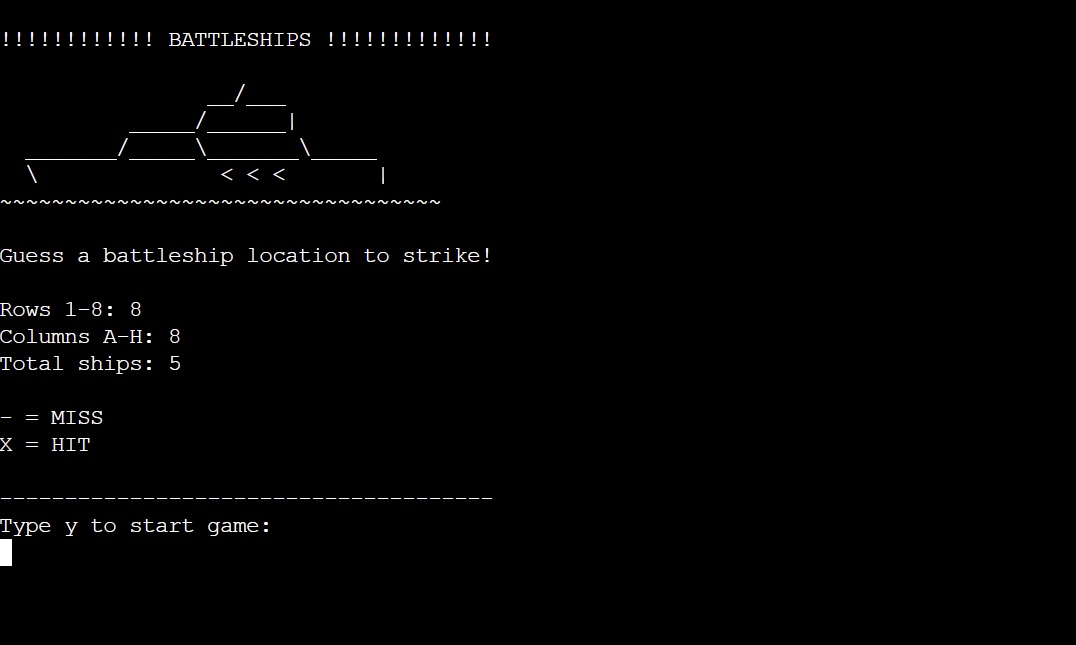 !!!!!!!!!!!! BATTLESHIPS !!!!!!!!!!!!!
                __/___
          _____/______|
  _______/_____\_______\_____
  \              < < <       |
~~~~~~~~~~~~~~~~~~~~~~~~~~~~~~~~~~
Guess a battleship location to strike!
Rows 1-8: 8
Columns A-H: 8
Total ships: 5
- = MISS
X = HIT
--------------------------------------
Type y to start game: